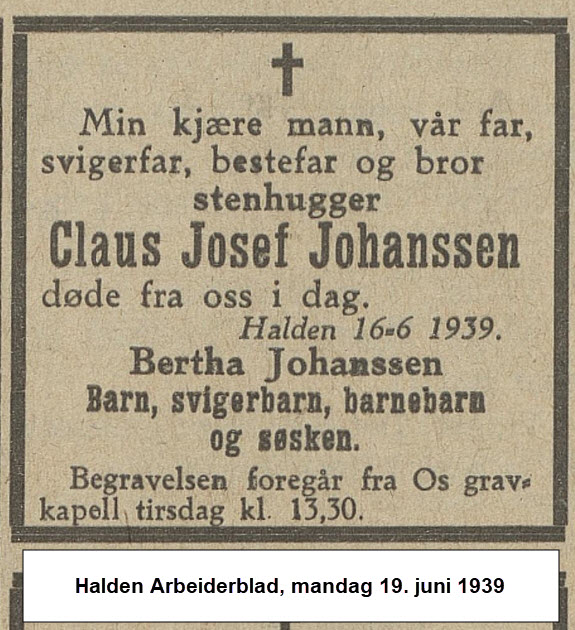 Min kjære mann, vår far,
svigerfar, bestefar og bror
stenhugger
Claus Josef Johanssen
døde fra oss i dag.
Halden 16-6 1939.
Bertha Johanssen
Barn, svigerbarn, barnebarn
og søsken.
Begravelsen foregår fra Os grav-
kapell tirsdag kl. 13,30.
Halden Arbeiderblad, mandag 19. juni 1939